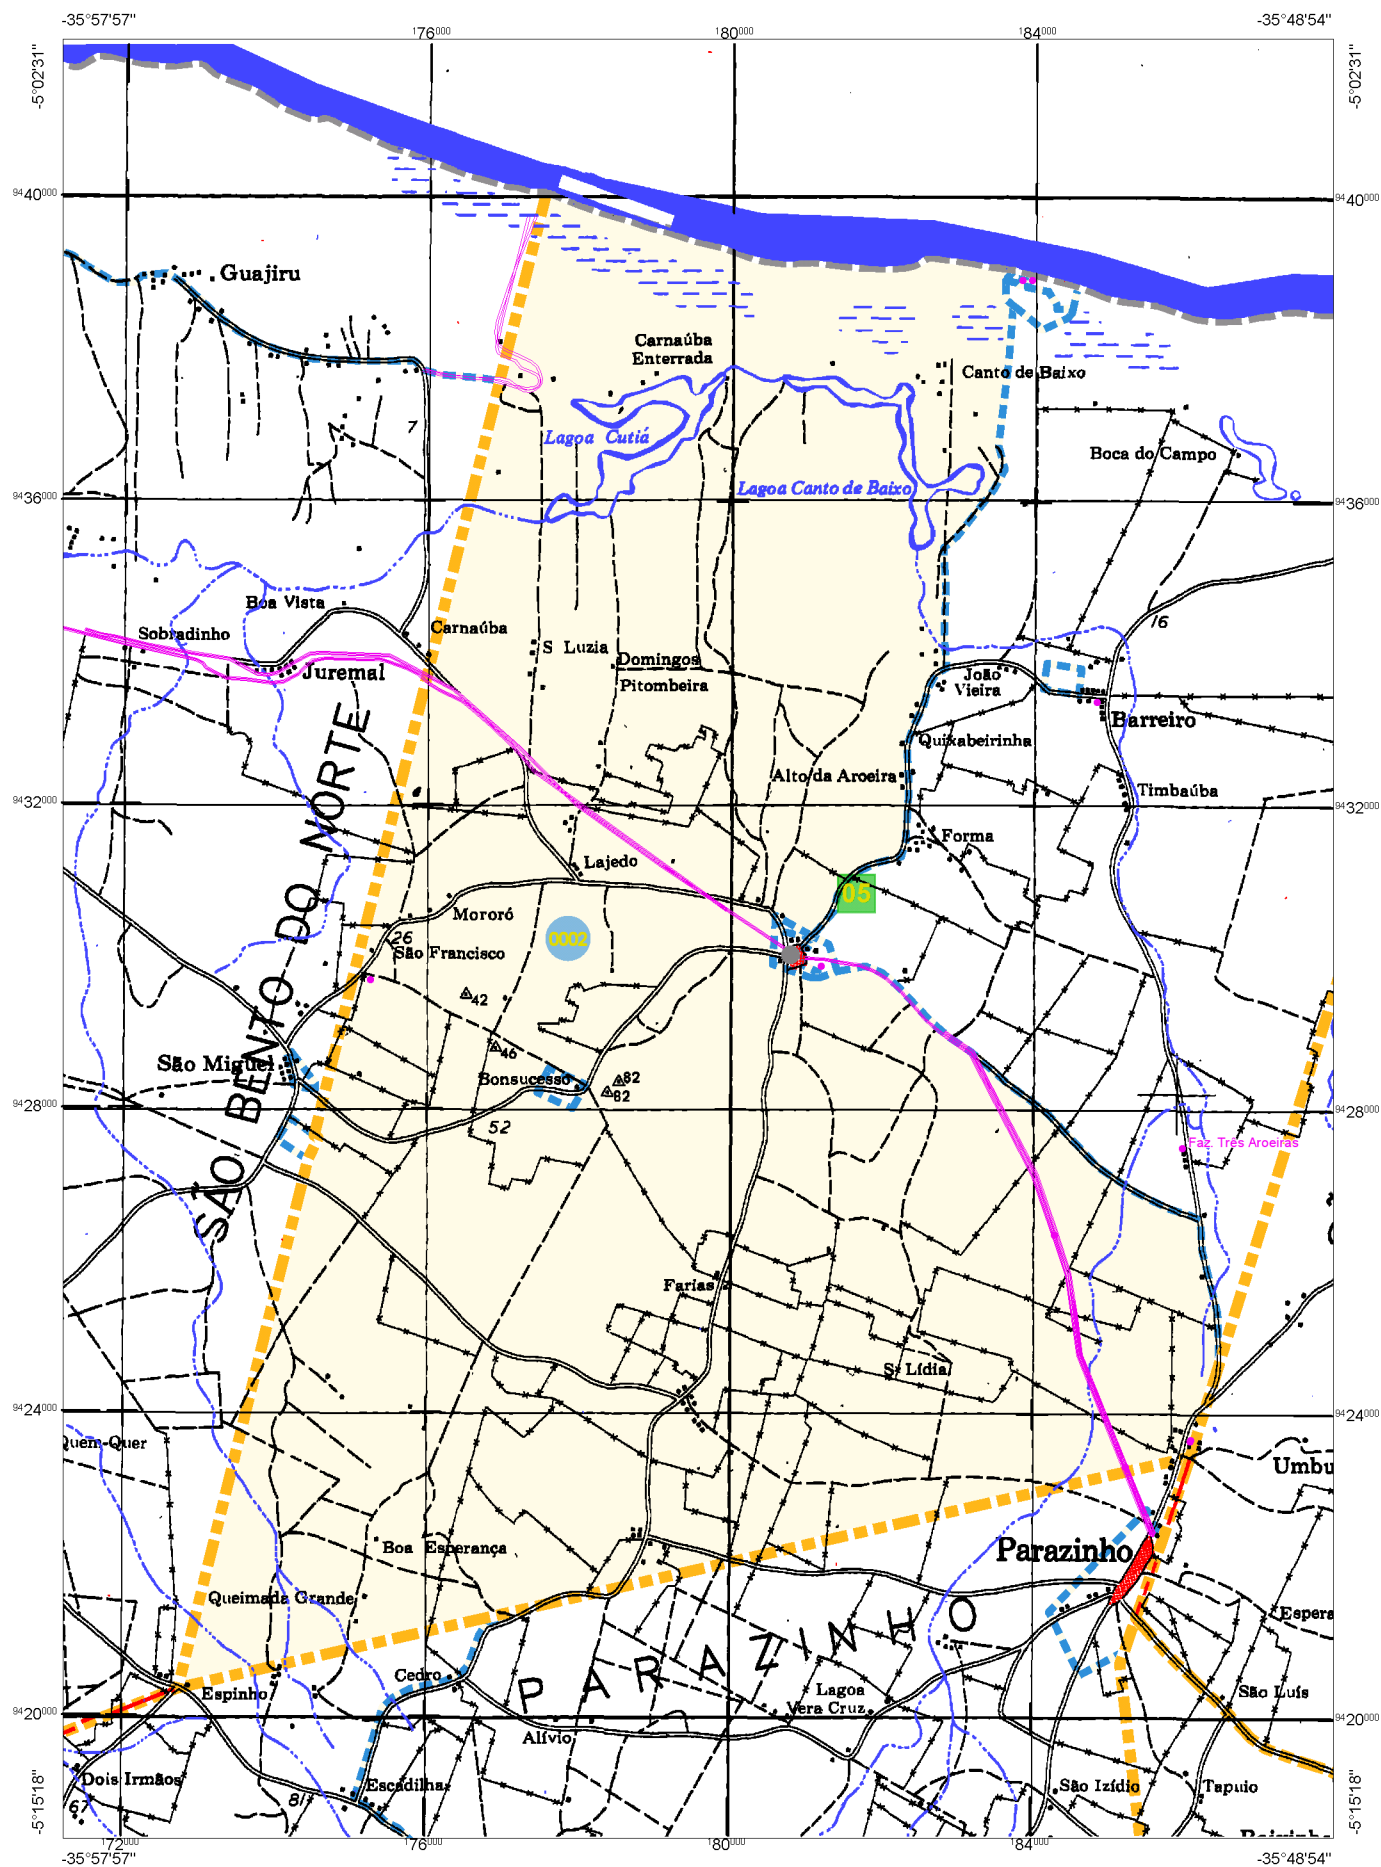 -35°57'57"
-35°48'54"
176000
180000
184000
-5°02'31"
-5°02'31"
9440000
9440000
Guajiru
Carnaúba
Enterrada
Canto de Baixo
7
Lagoa Cutiá
Boca do Campo
Lagoa Canto de Baixo
9436000
9436000
Boa Vista
16
Sobradinho
Carnaúba
S Luzia
Domingos
Juremal
Pitombeira
João
Vieira
Barreiro
Quixabeirinha
Alto da Aroeira
Timbaúba
9432000
9432000
Forma
Lajedo
05
Mororó
26
0002
São Francisco
42
SÃO BENTO DO NORTE
46
São Miguel
Bonsucesso
82
82
9428000
9428000
52
Faz. Três Aroeiras
Farias
Sª Lídia
9424000
9424000
Quem-Quer
Umbu
Boa Esperança
Parazinho
Queimada Grande
Espera
PARAZINHO
Cedro
Espinho
Lagoa
Vera Cruz
São Luís
9420000
9420000
Alívio
Dois Irmãos
Escadilha
São Izídio
Tapuio
67
81
-5°15'18"
-5°15'18"
172000
176000
180000
184000
-35°57'57"
-35°48'54"